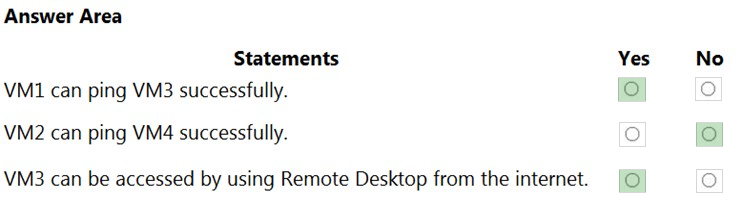 Answer Area
Statements Yes No
VM1 can ping VM3 successfully.
VM2 can ping VM4 successfully.
VM3 can be accessed by using Remote Desktop from the internet.